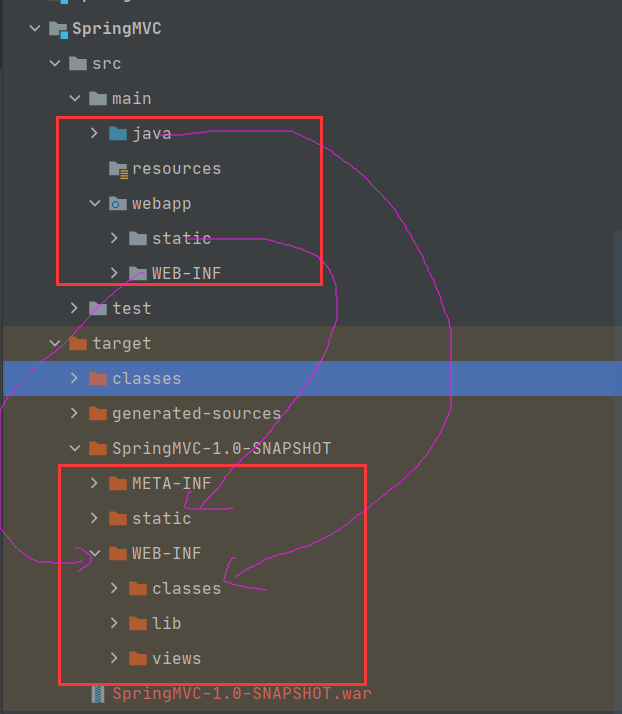 SpringMVC
src
main
java
resources
webapp
static
WEB-INF
test
target
classes
generated-sources
SpringMVC-1.0-SNAPSHOT
META-INF
static
WEB-INF
classes
lib
views
SpringMVC-1.0-SNAPSHOT.war